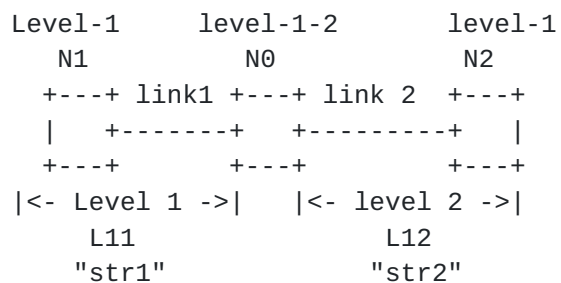 Level-1 level-1-2 level-1
N1 N0 N2
+---+ link1 +---+ link 2 +---+
| +-------+ +---------+ |
+---+ +---+ +---+
|<- Level 1 ->| |<- level 2 ->|
L11 L12
"str1" "str2"